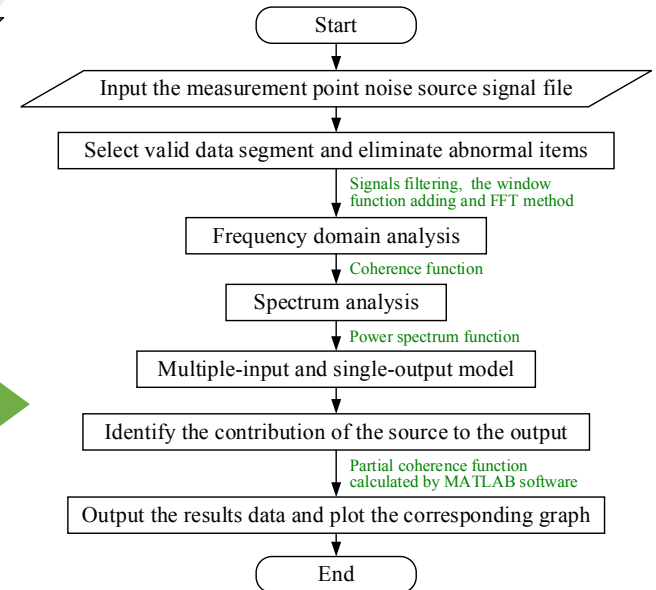 Start
Input the measurement point noise source signal file
Select valid data segment and eliminate abnormal items
Signals filtering, the window
function adding and FFT method
Frequency domain analysis
Coherence function
Spectrum analysis
Power spectrum function
Multiple-input and single-output model
Identify the contribution of the source to the output
Partial coherence function
calculated by MATLAB software
Output the results data and plot the corresponding graph
End